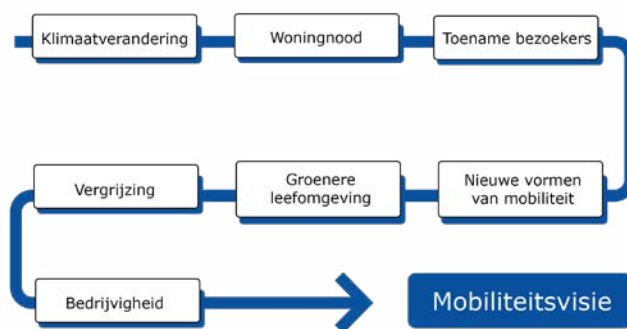 Klimaatverandering
Woningnood
Toename bezoekers
Nieuwe vormen
van mobiliteit
Groenere
leefomgeving
Vergrijzing
Bedrijvigheid
Mobiliteitsvisie